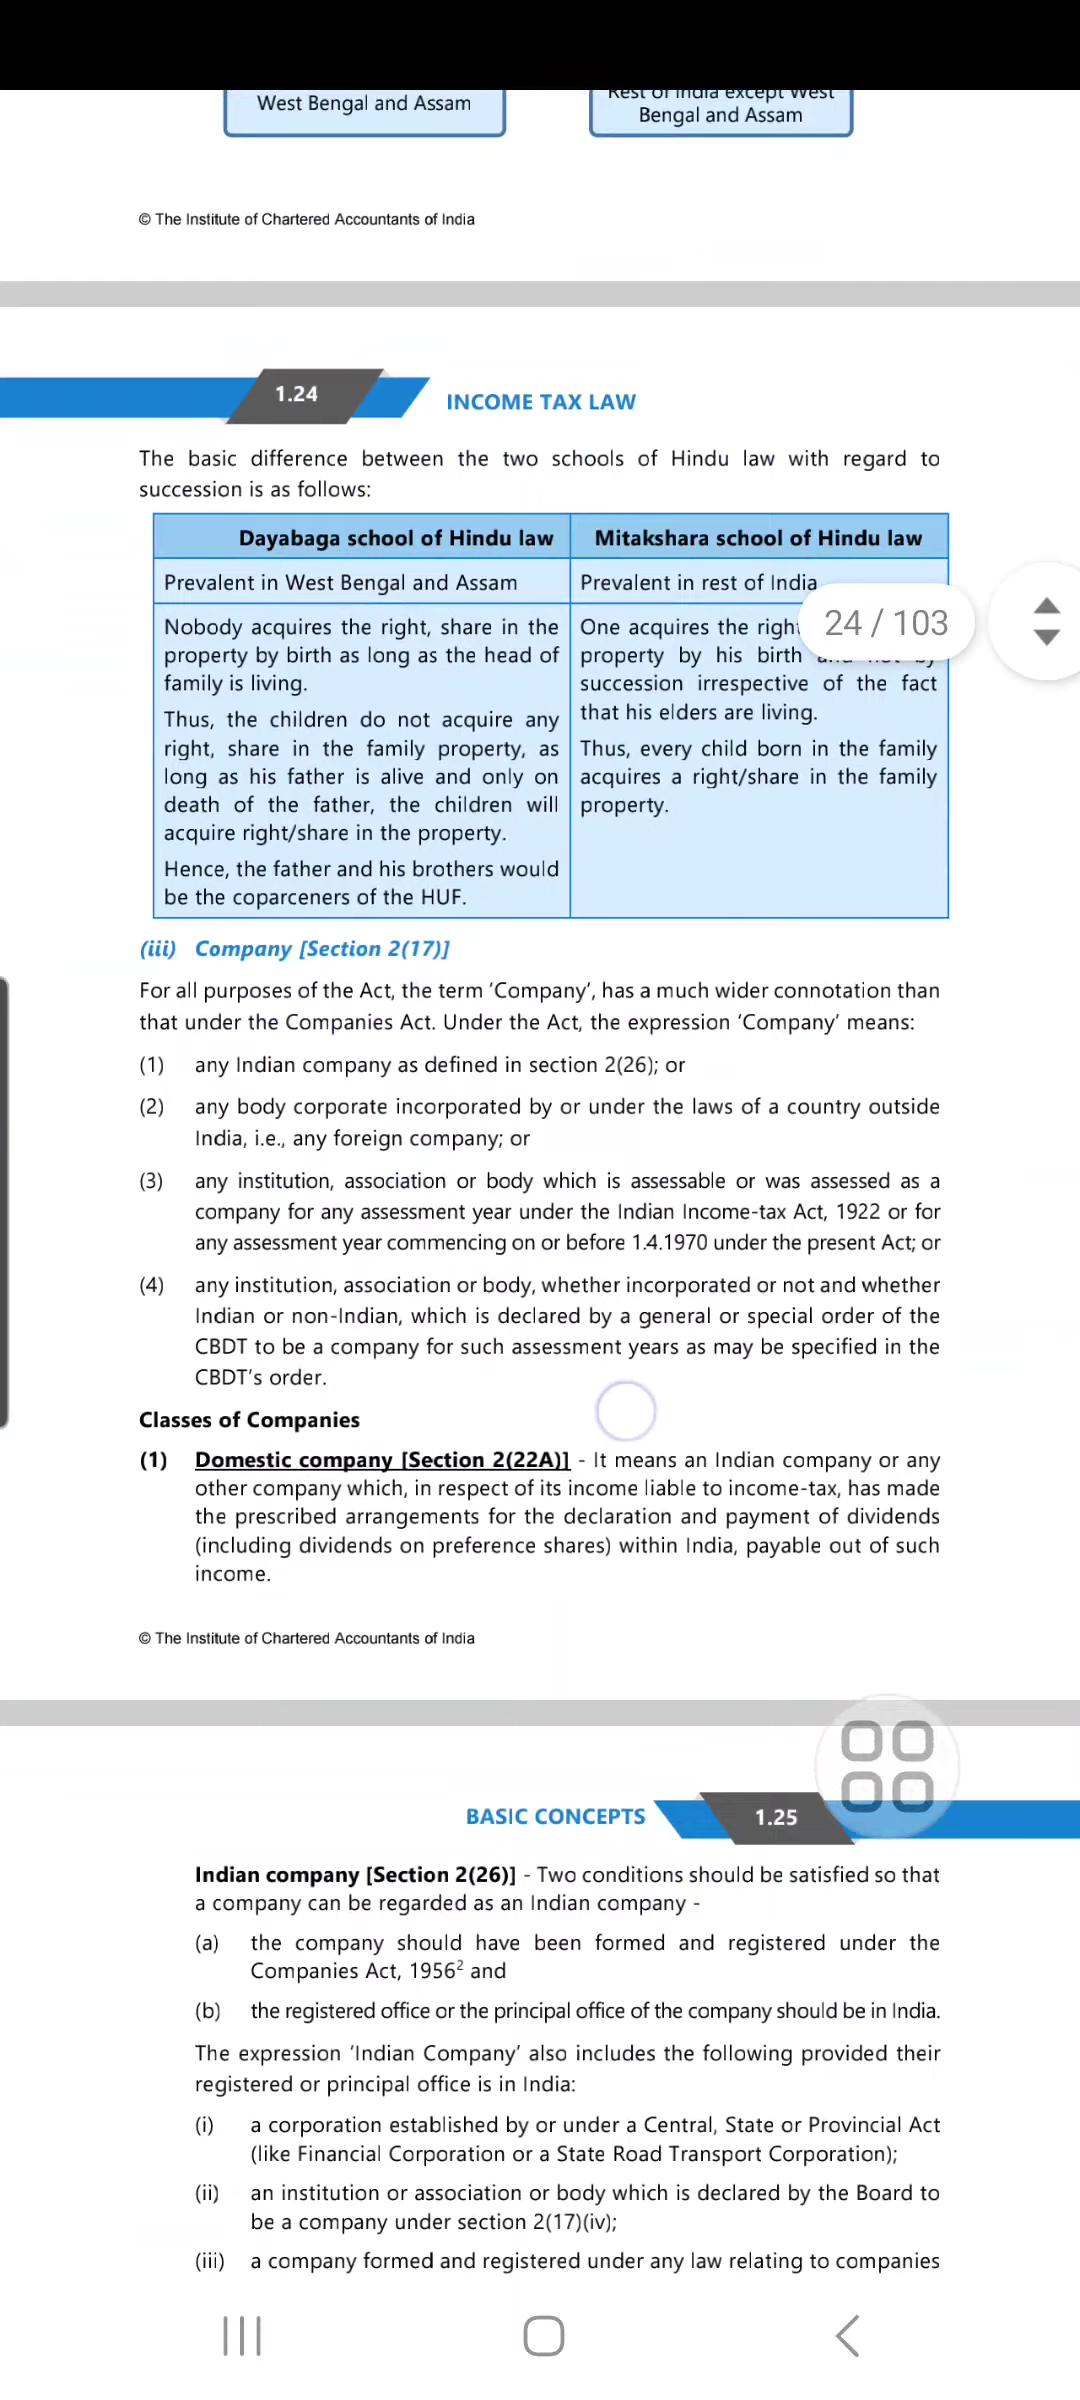 West Bengal and Assam
Rest of India except West
Bengal and Assam
© The Institute of Chartered Accountants of India
1.24
INCOME TAX LAW
The basic difference between the two schools of Hindu law with regard to
succession is as follows:
Dayabaga school of Hindu law
Mitakshara school of Hindu law
Prevalent in West Bengal and Assam
Prevalent in rest of India
Nobody acquires the right, share in the
property by birth as long as the head of
family is living.
Thus, the children do not acquire any
right, share in the family property, as
long as his father is alive and only on
death of the father, the children will
acquire right/share in the property.
Hence, the father and his brothers would
be the coparceners of the HUF.
One acquires the right
property by his birth
succession irrespective of the fact
that his elders are living.
Thus, every child born in the family
acquires a right/share in the family
property.
24 / 103
(iii) Company [Section 2(17)]
For all purposes of the Act, the term ‘Company’, has a much wider connotation than
that under the Companies Act. Under the Act, the expression ‘Company’ means:
(1) any Indian company as defined in section 2(26); or
(2) any body corporate incorporated by or under the laws of a country outside
India, i.e., any foreign company; or
(3) any institution, association or body which is assessable or was assessed as a
company for any assessment year under the Indian Income-tax Act, 1922 or for
any assessment year commencing on or before 1.4.1970 under the present Act; or
(4) any institution, association or body, whether incorporated or not and whether
Indian or non-Indian, which is declared by a general or special order of the
CBDT to be a company for such assessment years as may be specified in the
CBDT’s order.
Classes of Companies
(1) Domestic company [Section 2(22A)] - It means an Indian company or any
other company which, in respect of its income liable to income-tax, has made
the prescribed arrangements for the declaration and payment of dividends
(including dividends on preference shares) within India, payable out of such
income.
© The Institute of Chartered Accountants of India
BASIC CONCEPTS
1.25
Indian company [Section 2(26)] - Two conditions should be satisfied so that
a company can be regarded as an Indian company -
(a) the company should have been formed and registered under the
Companies Act, 1956² and
(b) the registered office or the principal office of the company should be in India.
The expression ‘Indian Company’ also includes the following provided their
registered or principal office is in India:
(i) a corporation established by or under a Central, State or Provincial Act
(like Financial Corporation or a State Road Transport Corporation);
(ii) an institution or association or body which is declared by the Board to
be a company under section 2(17)(iv);
(iii) a company formed and registered under any law relating to companies